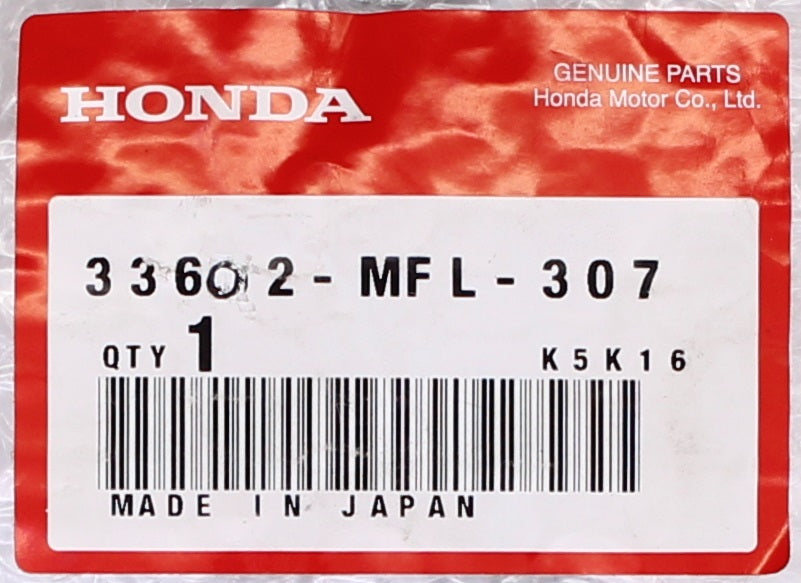 HONDA
GENUINE PARTS
Honda Motor Co., Ltd.
33602-MFL-307
QTY 1 K5K16
MADE IN JAPAN